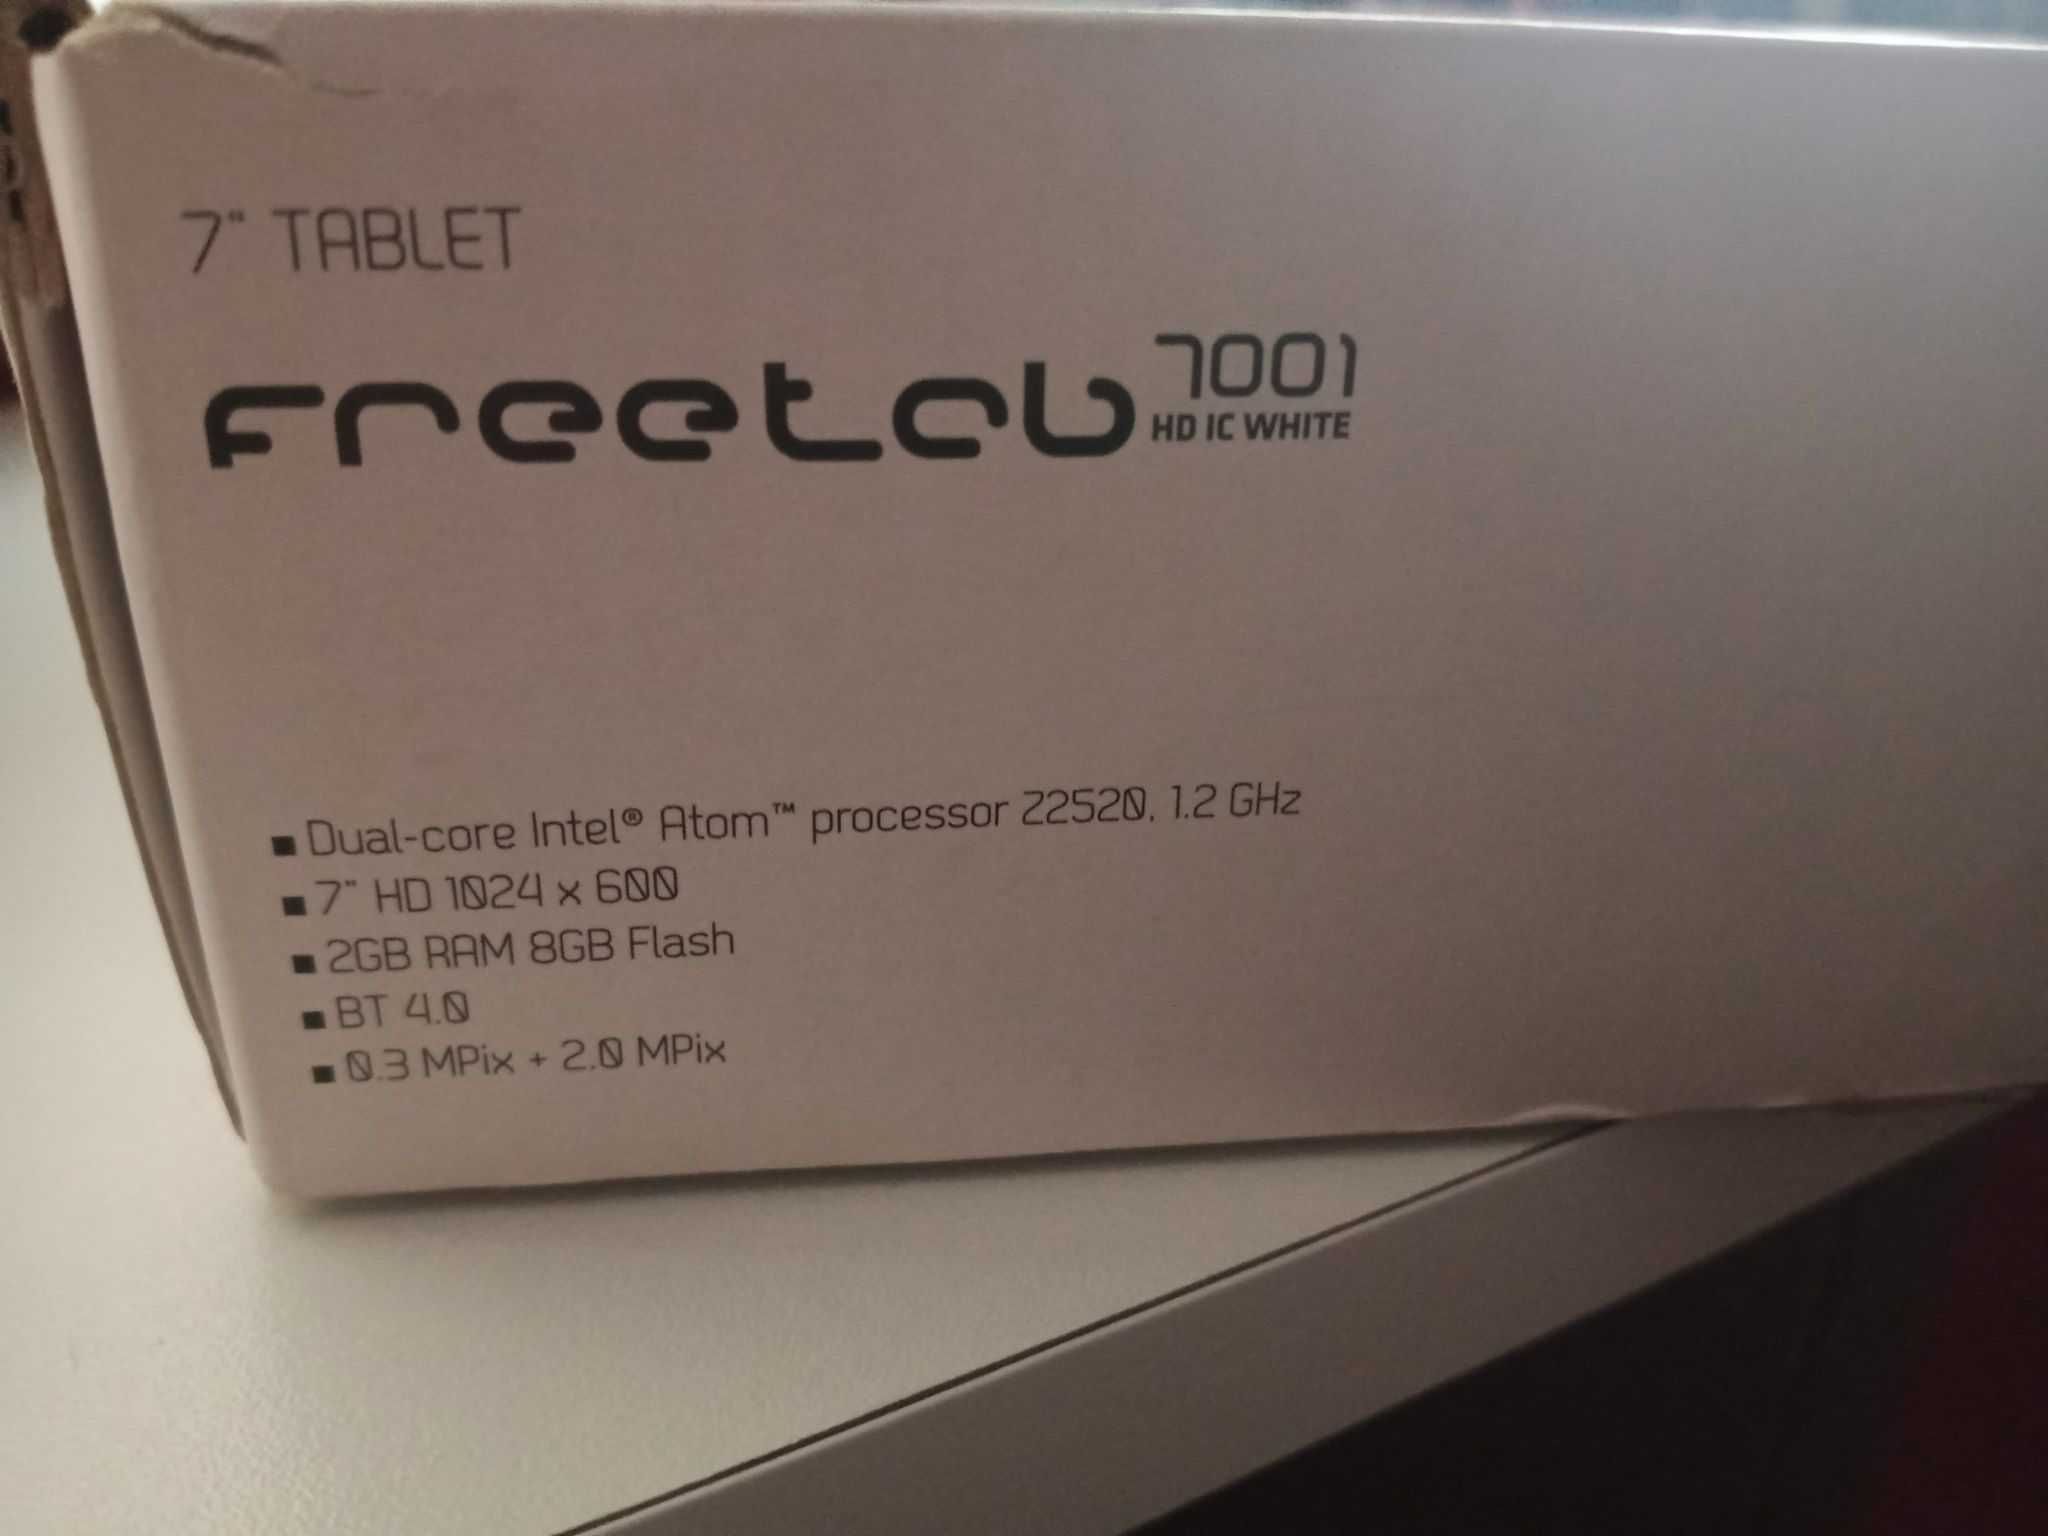 7" TABLET
Freetab 7001
HD IC WHITE
Dual-core Intel® Atom™ processor Z2520, 1.2 GHz
7" HD 1024 x 600
2GB RAM 8GB Flash
BT 4.0
0.3 MPix + 2.0 MPix